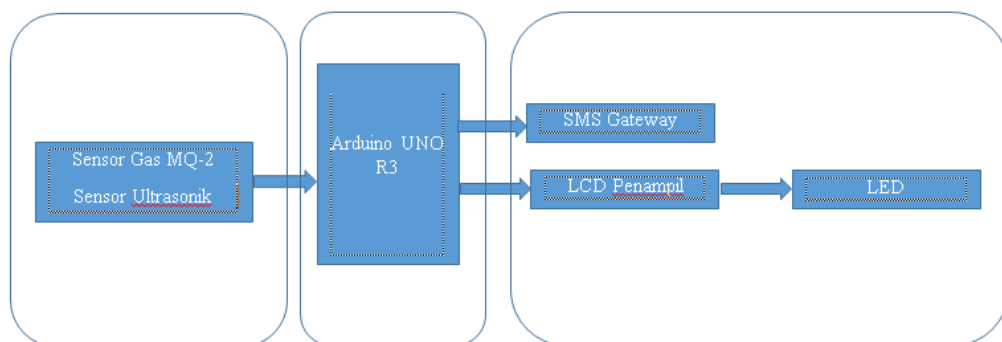 Sensor Gas MQ-2
Sensor Ultrasonik
Arduino UNO
R3
SMS Gateway
LCD Penampil
LED